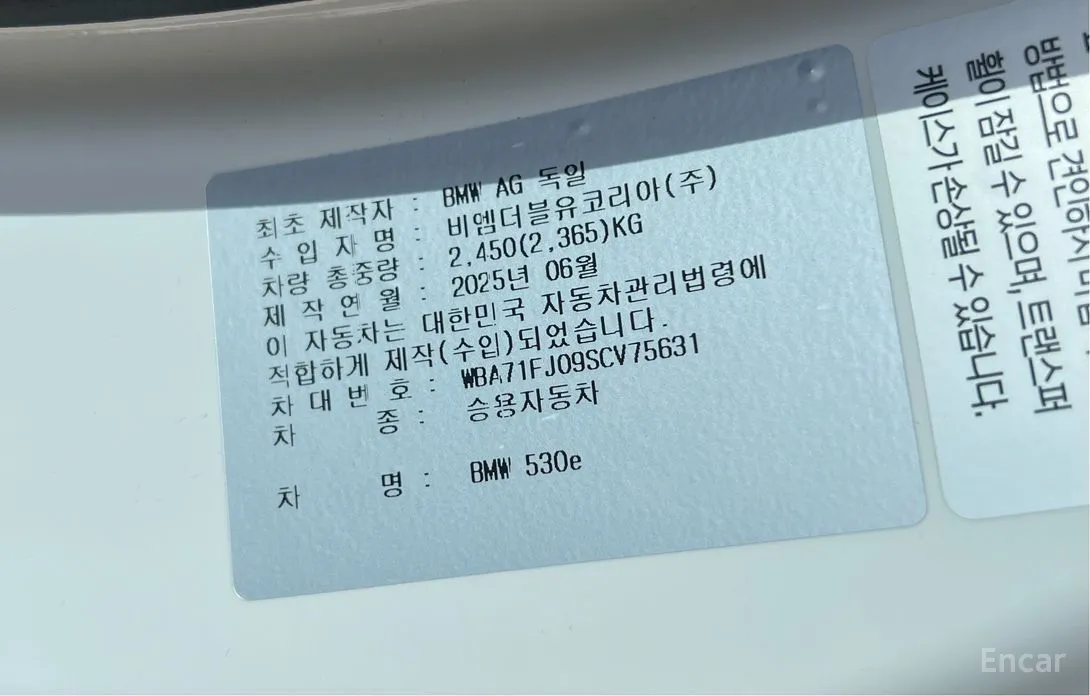 최초 제작자 : BMW AG 독일
수 입 자 명 : 비엠더블유코리아(주)
차량 총중량 : 2,450(2,365)KG
제 작 연 월 : 2025년 06월
이 자동차는 대한민국 자동차관리법령에
적합하게 제작(수입)되었습니다.
차 대 번 호 : WBA71FJ09SCV75631
차 종 : 승용자동차
차 명 : BMW 530e
방법으로 견인하지
휠이 잠길 수 있으며, 트랜스퍼
케이스가 손상될 수 있습니다.
Encar